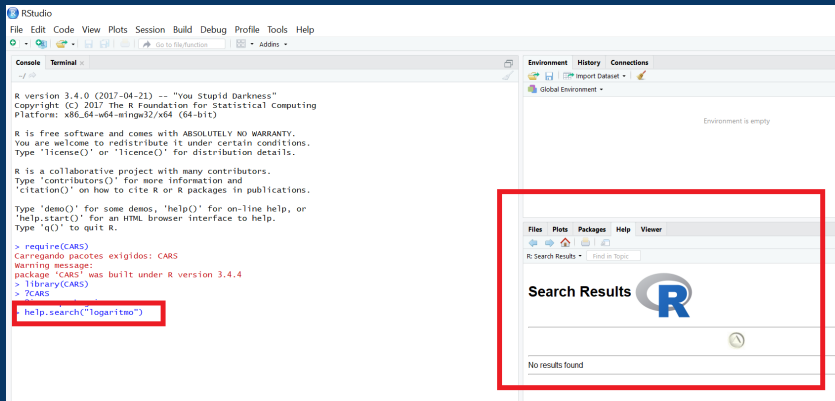 RStudio
File Edit Code View Plots Session Build Debug Profile Tools Help
Go to file/function Addins
Console Terminal
~/
R version 3.4.0 (2017-04-21) -- "You Stupid Darkness"
Copyright (C) 2017 The R Foundation for Statistical Computing
Platform: x86_64-w64-mingw32/x64 (64-bit)
R is free software and comes with ABSOLUTELY NO WARRANTY.
You are welcome to redistribute it under certain conditions.
Type 'license()' or 'licence()' for distribution details.
R is a collaborative project with many contributors.
Type 'contributors()' for more information and
'citation()' on how to cite R or R packages in publications.
Type 'demo()' for some demos, 'help()' for on-line help, or
'help.start()' for an HTML browser interface to help.
Type 'q()' to quit R.
> require(CARS)
Carregando pacotes exigidos: CARS
Warning message:
package 'CARS' was built under R version 3.4.4
> library(CARS)
> ?CARS
> help.search("logaritmo")
Environment History Connections
Import Dataset
Global Environment
Environment is empty
Files Plots Packages Help Viewer
R: Search Results Find in Topic
Search Results R
No results found